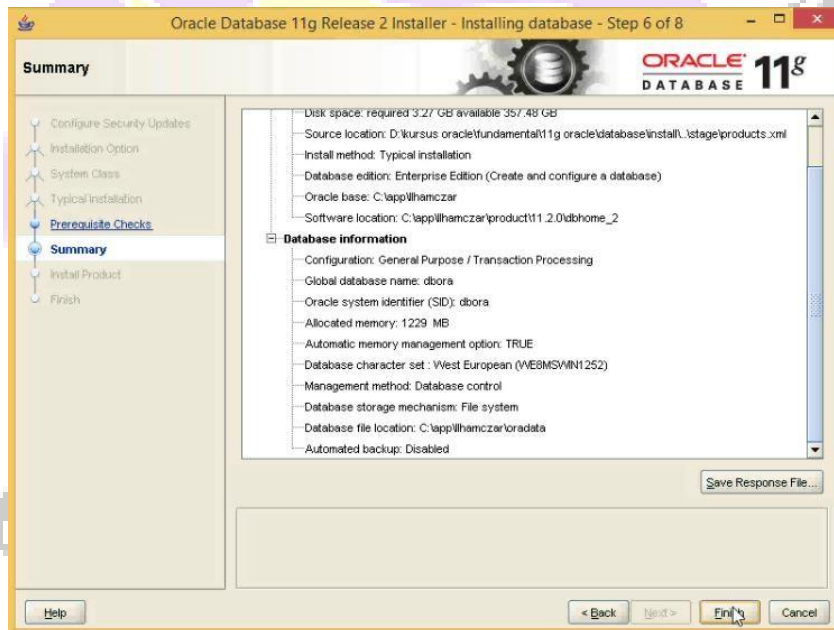 Oracle Database 11g Release 2 Installer - Installing database - Step 6 of 8
Summary
ORACLE 11g
DATABASE
Configure Security Updates
Installation Option
System Class
Typical Installation
Prerequisite Checks
Summary
Install Product
Finish
Disk space: required 3.27 GB available 357.48 GB
Source location: D:\kursus oracle\fundamental\11g oracle\database\install\..\stage\products.xml
Install method: Typical installation
Database edition: Enterprise Edition (Create and configure a database)
Oracle base: C:\app\Ilhamczar
Software location: C:\app\Ilhamczar\product\11.2.0\dbhome_2
Database information
Configuration: General Purpose / Transaction Processing
Global database name: dbora
Oracle system identifier (SID): dbora
Allocated memory: 1229 MB
Automatic memory management option: TRUE
Database character set : West European (WE8MSWIN1252)
Management method: Database control
Database storage mechanism: File system
Database file location: C:\app\Ilhamczar\oradata
Automated backup: Disabled
Save Response File...
Help
< Back
Next >
Finish
Cancel